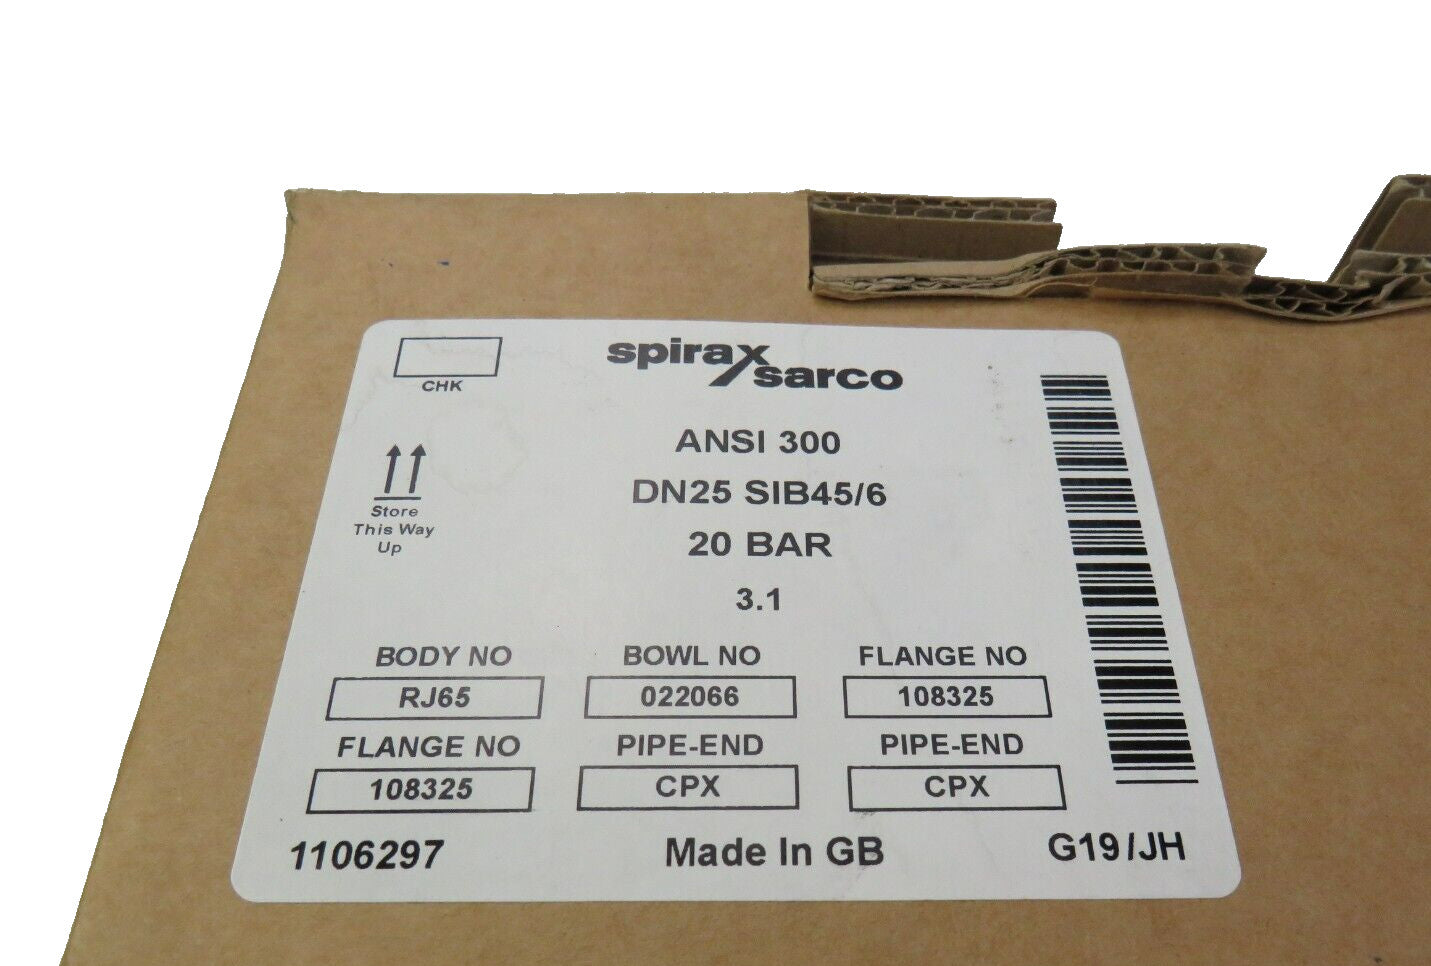 CHK
spirax
sarco
ANSI 300
DN25 SIB45/6
20 BAR
3.1
Store
This Way
Up
BODY NO BOWL NO FLANGE NO
RJ65 022066 108325
FLANGE NO PIPE-END PIPE-END
108325 CPX CPX
1106297 Made In GB G19/JH